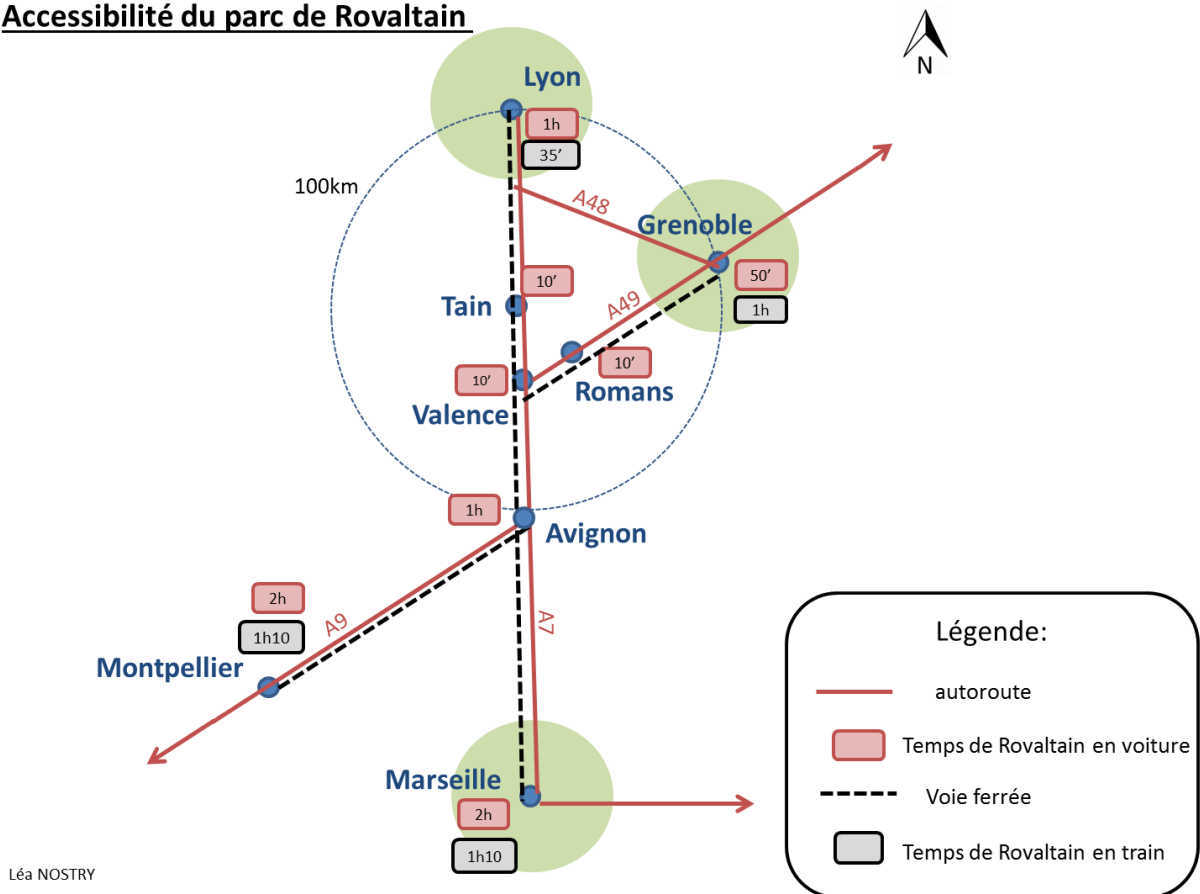 Accessibilité du parc de Rovaltain
N
Lyon
1h
35’
100km
A48
Grenoble
50’
1h
10’
Tain
A49
10’
Romans
10’
Valence
1h
Avignon
2h
1h10
A9
A7
Montpellier
Marseille
2h
1h10
Légende:
autoroute
Temps de Rovaltain en voiture
Voie ferrée
Temps de Rovaltain en train
Léa NOSTRY